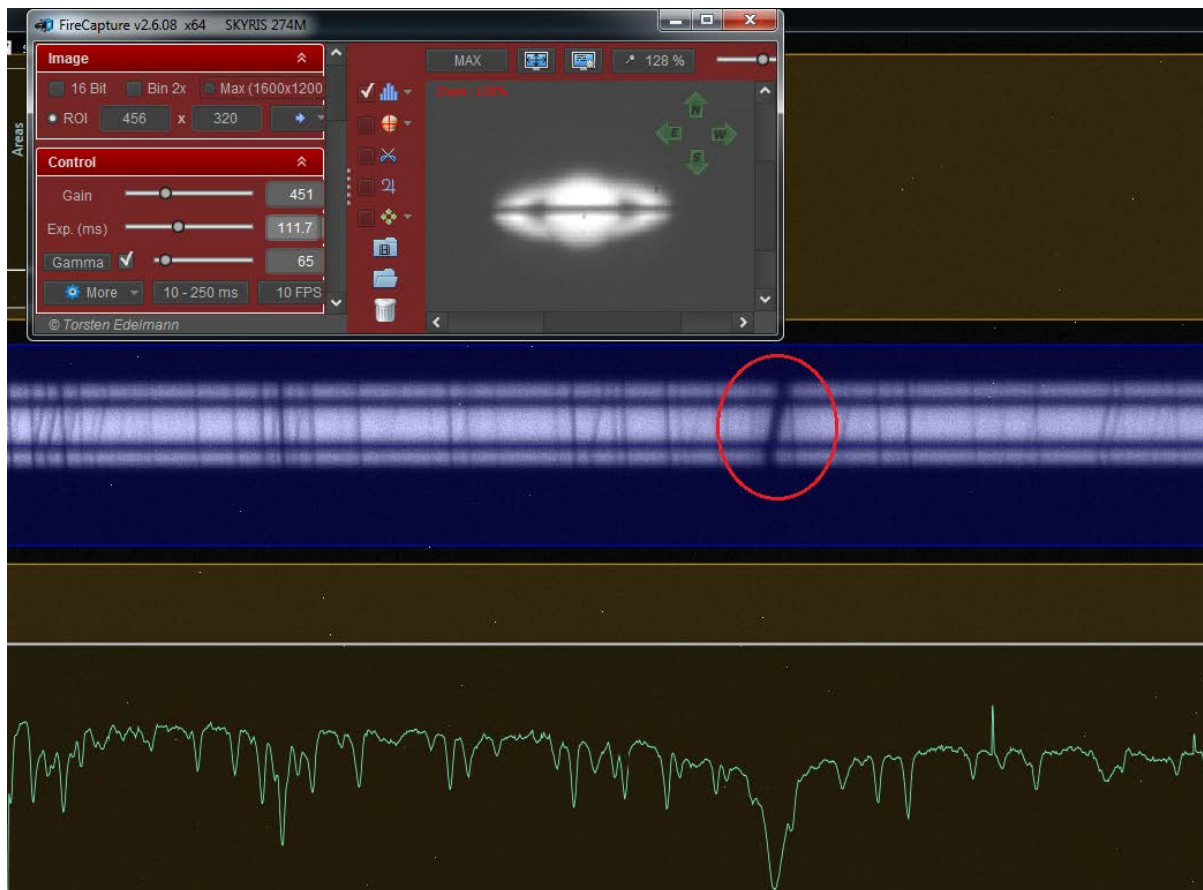 FireCapture v2.6.08 x64 SKYRIS 274M
Image
16 Bit Bin 2x Max (1600x1200
ROI 456 x 320
Control
Gain 451
Exp. (ms) 111.7
Gamma 65
More 10 - 250 ms 10 FPS
© Torsten Edelmann
MAX 128 %
N
E W
S
Areas